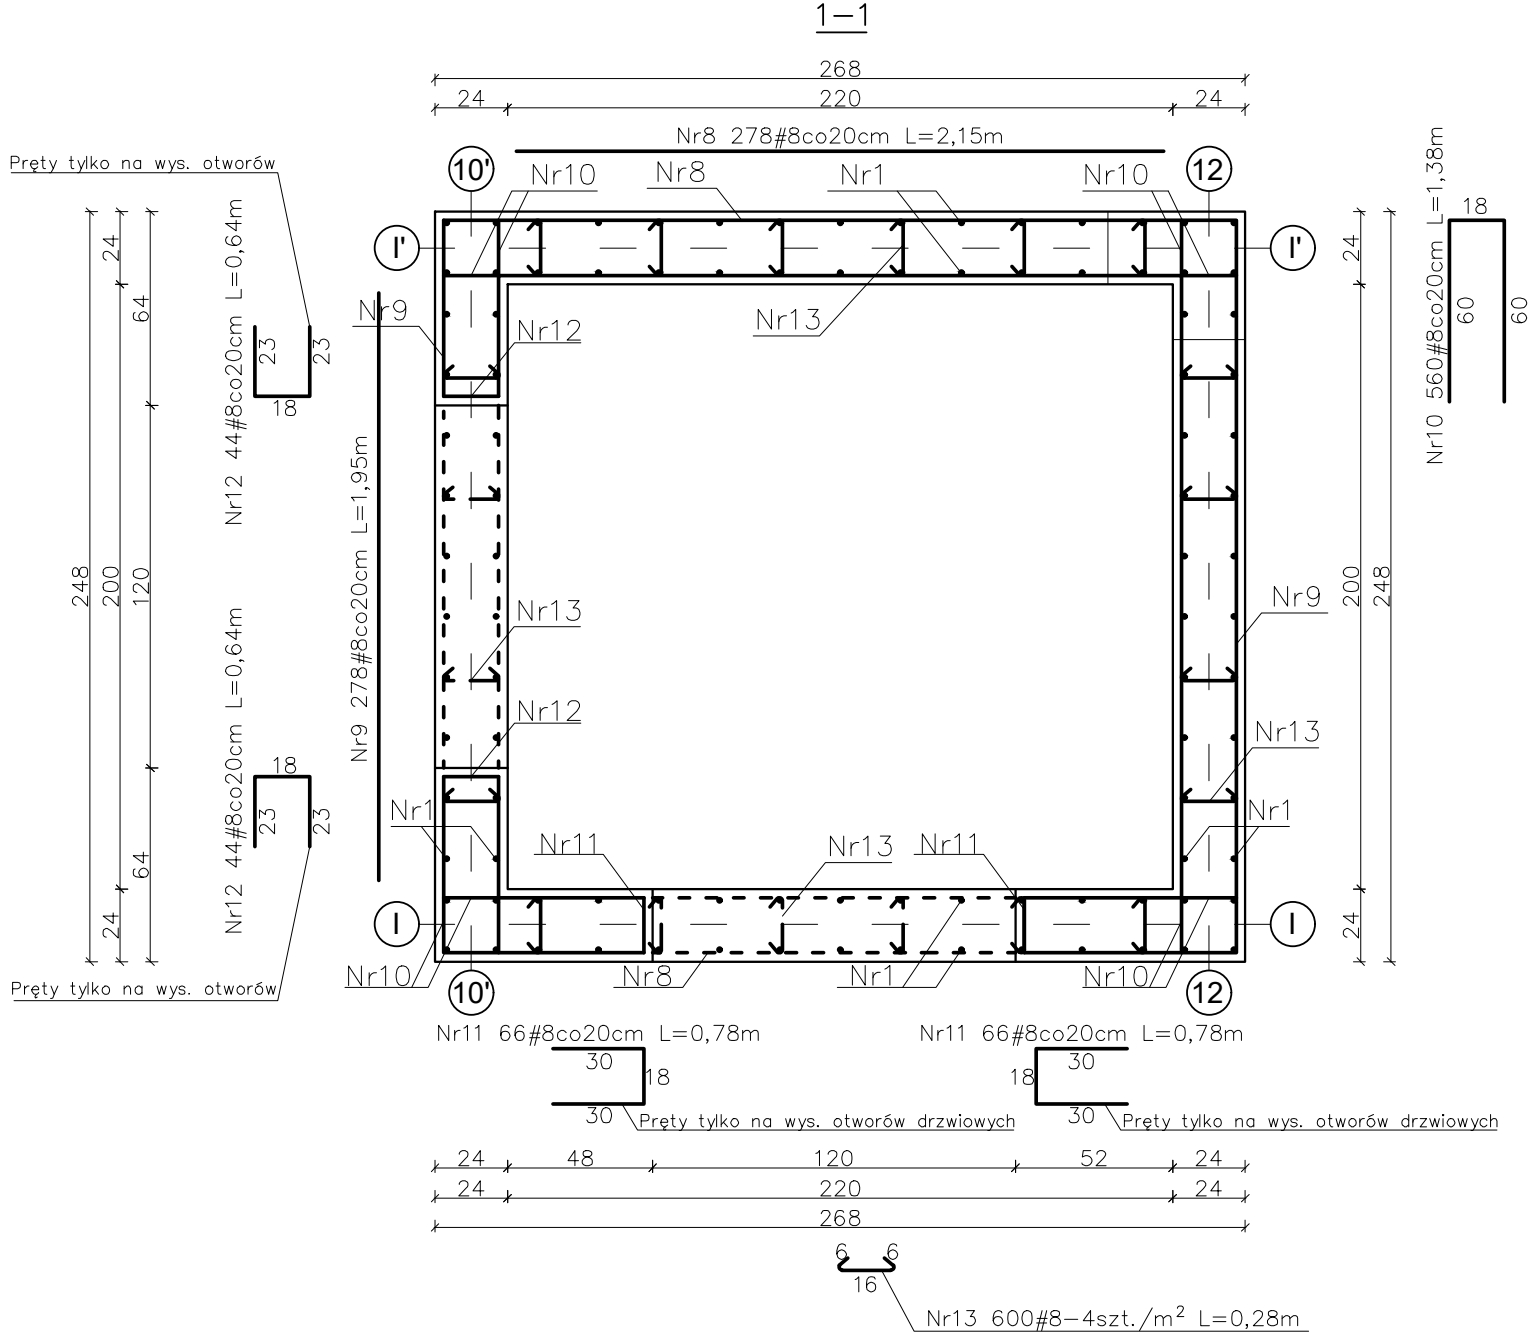 1-1
268
24 220 24
Nr8 278#8co20cm L=2,15m
Pręty tylko na wys. otworów
10'
12
Nr10
Nr8
Nr1
Nr10
I'
I'
24
64
Nr12 44#8co20cm L=0,64m
23
23
18
Nr9
Nr12
Nr13
24
Nr10 560#8co20cm L=1,38m
18
60
60
Nr9 278#8co20cm L=1,95m
248
200
120
Nr13
Nr9
200
248
Nr12 44#8co20cm L=0,64m
18
23
23
Nr12
Nr13
Nr1
Nr11
Nr13
Nr11
Nr1
64
24
I
I
24
Nr10
Nr8
Nr1
Nr10
Pręty tylko na wys. otworów
10'
12
Nr11 66#8co20cm L=0,78m
Nr11 66#8co20cm L=0,78m
30
18
30
30
18
30
Pręty tylko na wys. otworów drzwiowych
Pręty tylko na wys. otworów drzwiowych
24 48 120 52 24
24 220 24
268
6 6
16
Nr13 600#8-4szt./m² L=0,28m